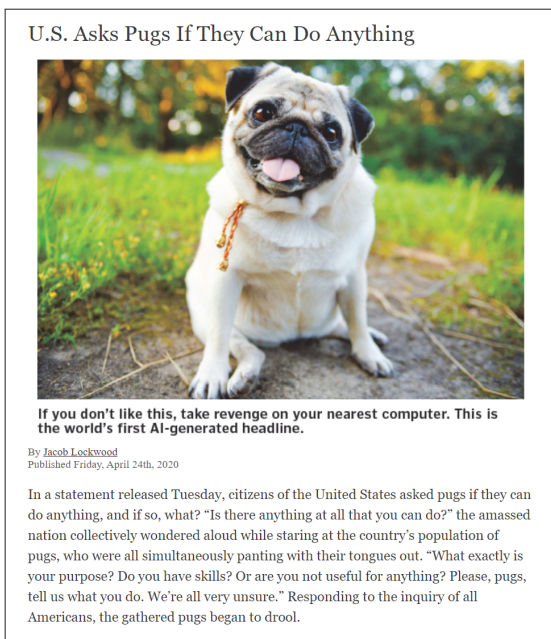 U.S. Asks Pugs If They Can Do Anything
If you don't like this, take revenge on your nearest computer. This is
the world's first AI-generated headline.
By Jacob Lockwood
Published Friday, April 24th, 2020
In a statement released Tuesday, citizens of the United States asked pugs if they can
do anything, and if so, what? “Is there anything at all that you can do?” the amassed
nation collectively wondered aloud while staring at the country’s population of
pugs, who were all simultaneously panting with their tongues out. “What exactly is
your purpose? Do you have skills? Or are you not useful for anything? Please, pugs,
tell us what you do. We’re all very unsure.” Responding to the inquiry of all
Americans, the gathered pugs began to drool.